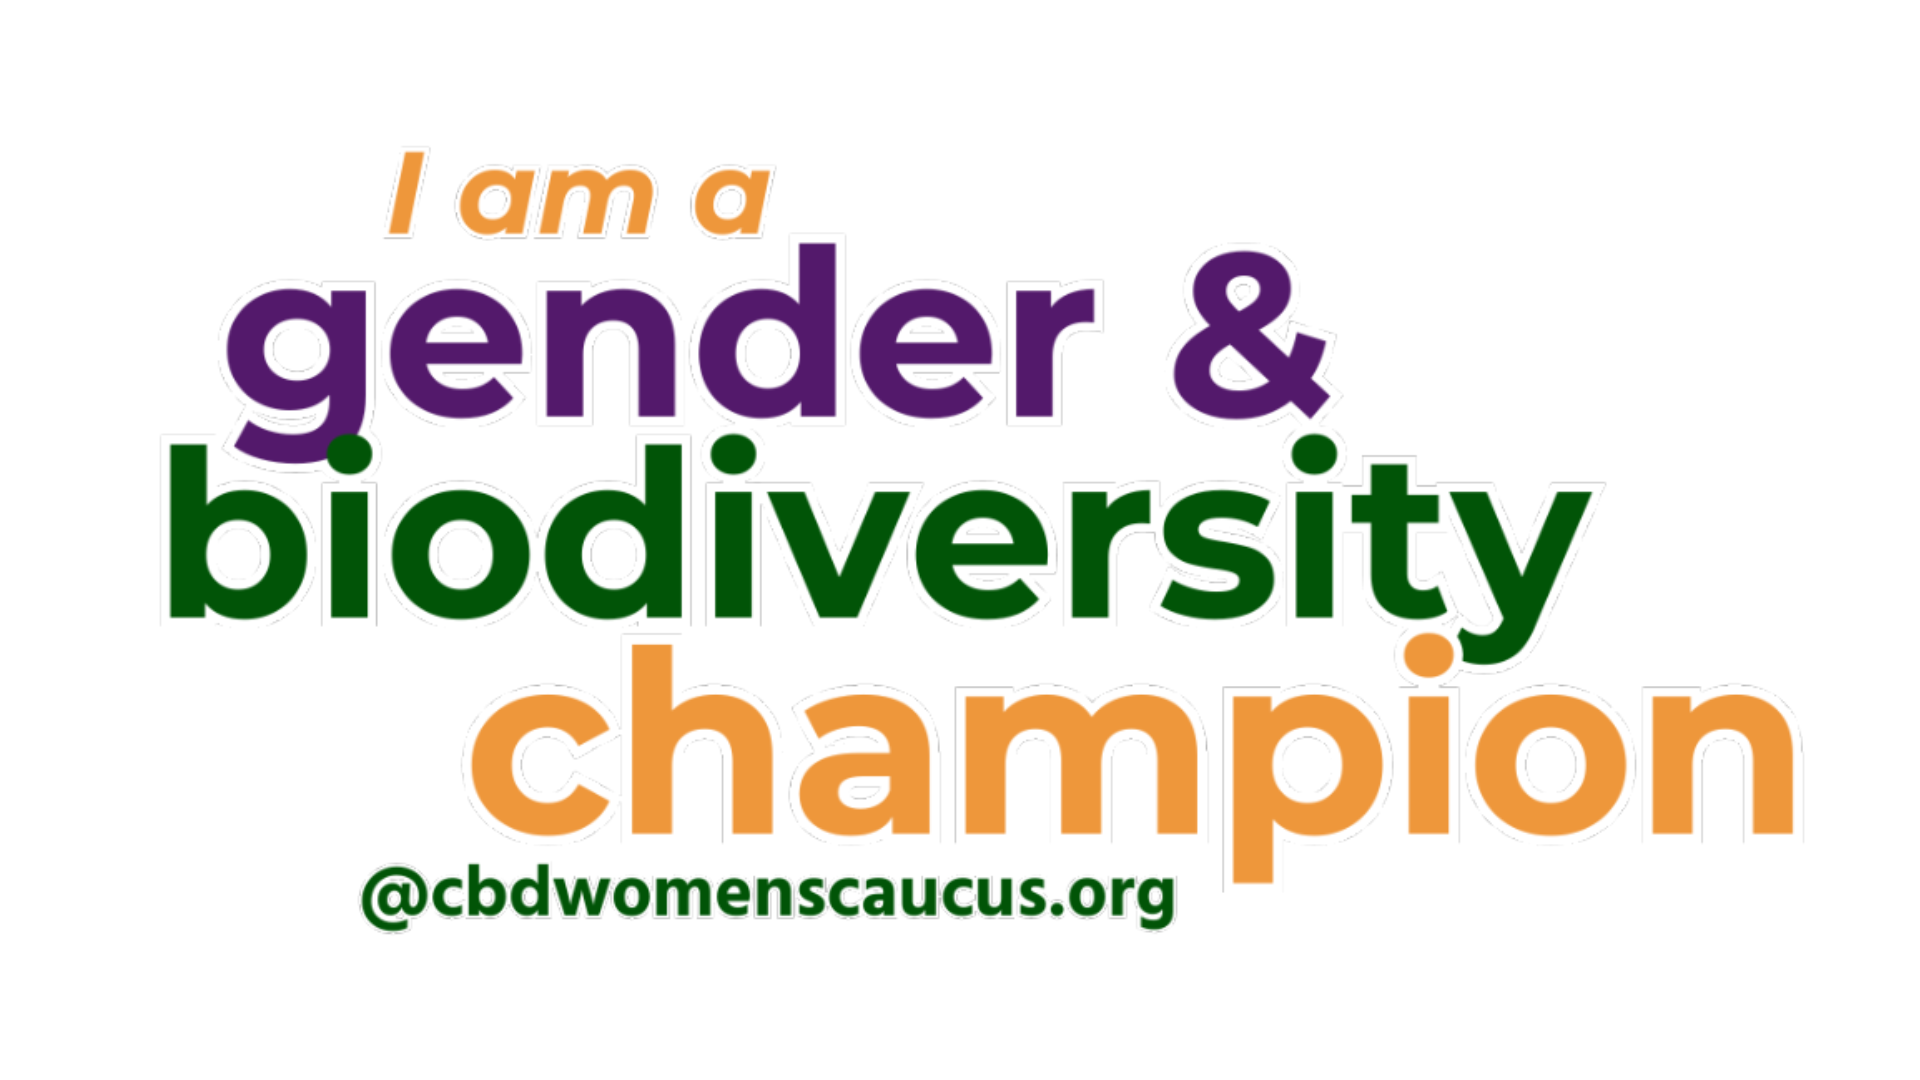 I am a
gender &
biodiversity
champion
@cbdwomenscaucus.org